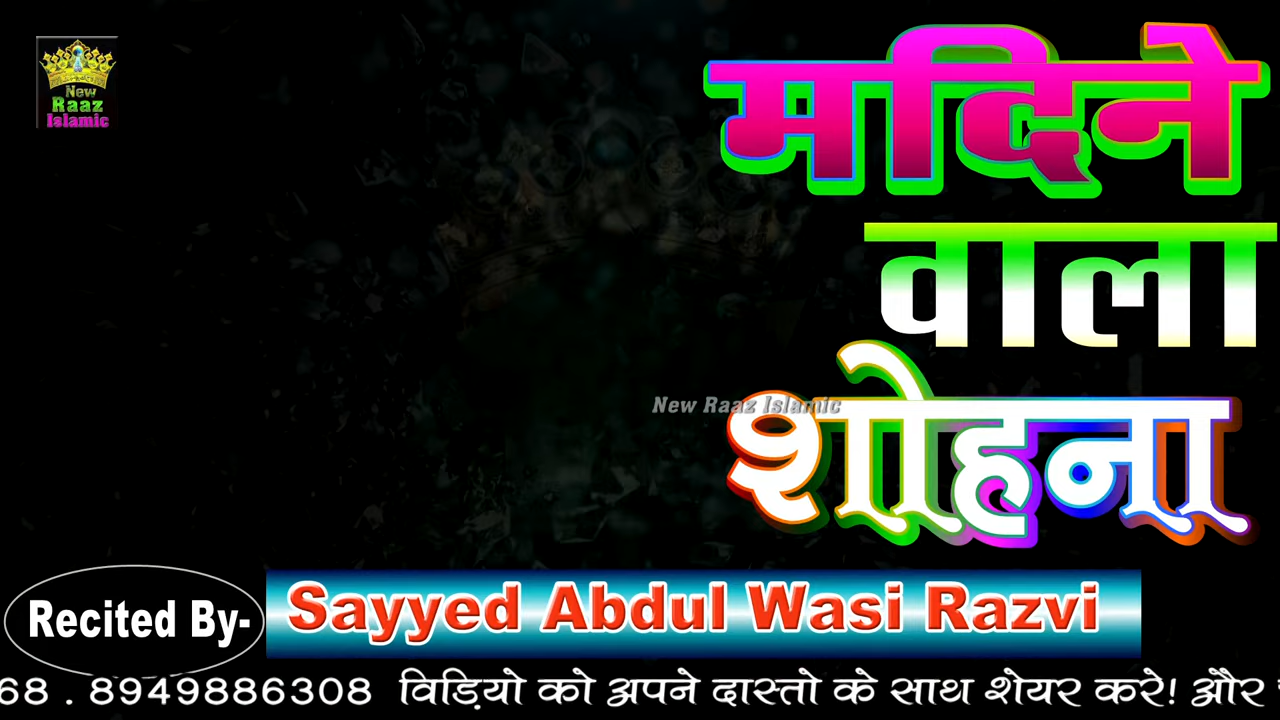 New
Raaz
Islamic
मदिने
वाला
शोहना
New Raaz Islamic
Recited By-
Sayyed Abdul Wasi Razvi
68 . 8949886308 विडि़यो को अपने दास्तो के साथ शेयर करे! और